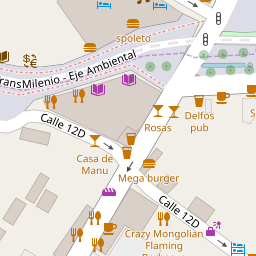 spoleto
TransMilenio - Eje Ambiental
Calle 12D
Rosas
Delfos
pub
Casa de
Manu
Mega burger
Calle 12D
Crazy Mongolian
Flaming